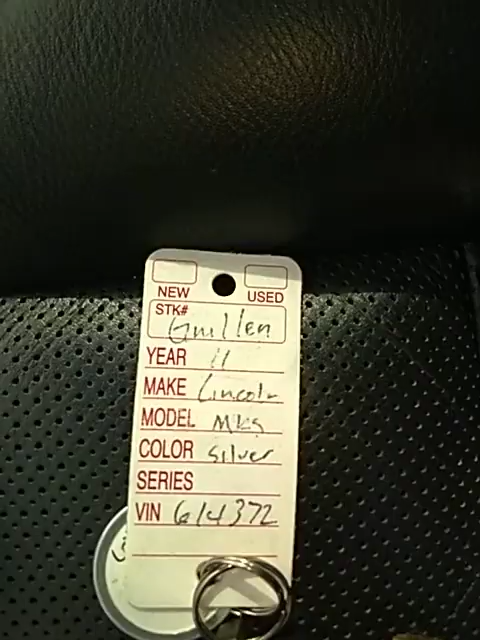 NEW USED
STK#
Guillen
YEAR 11
MAKE Lincoln
MODEL MKS
COLOR Silver
SERIES
VIN 614372